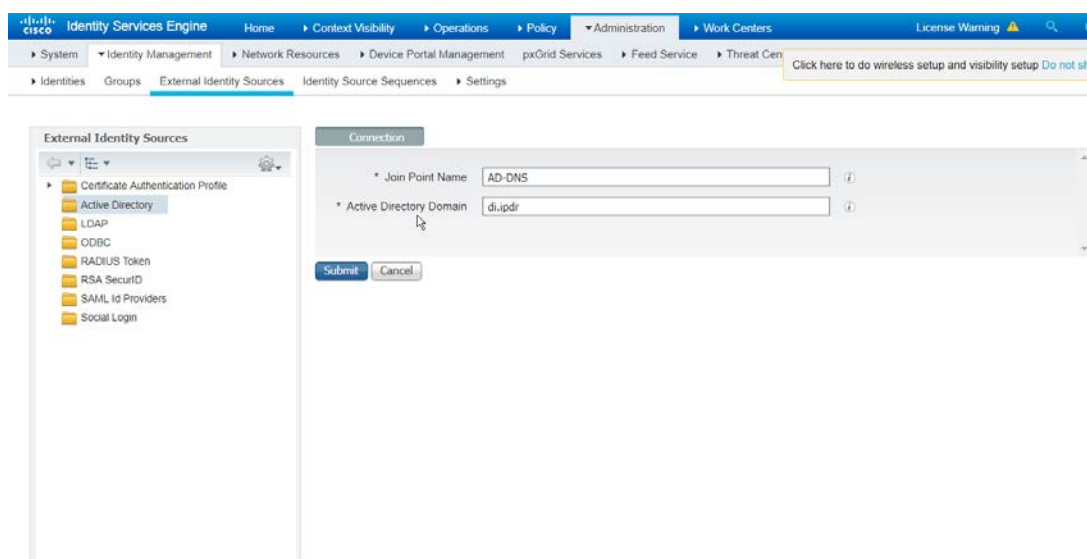 cisco Identity Services Engine Home Context Visibility Operations Policy Administration Work Centers License Warning
System Identity Management Network Resources Device Portal Management pxGrid Services Feed Service Threat Cen
Click here to do wireless setup and visibility setup Do not sh
Identities Groups External Identity Sources Identity Source Sequences Settings
External Identity Sources
Certificate Authentication Profile
Active Directory
LDAP
ODBC
RADIUS Token
RSA SecurID
SAML Id Providers
Social Login
Connection
* Join Point Name AD-DNS
* Active Directory Domain di.ipdr
Submit Cancel